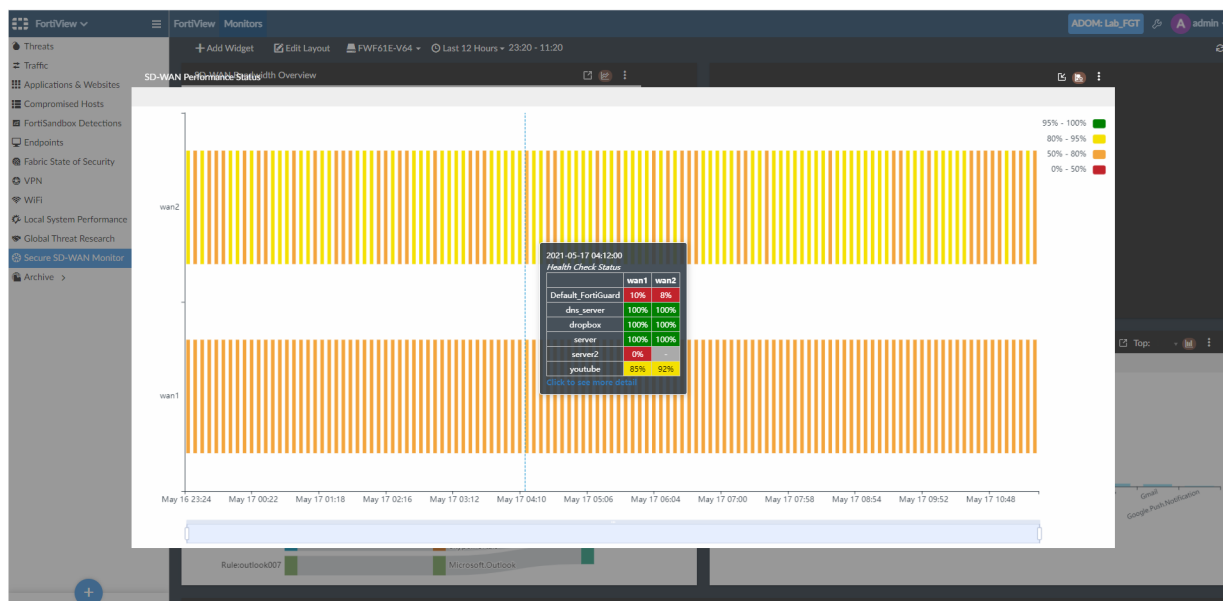 FortiView
FortiView Monitors
ADOM: Lab_FGT
A admin
Threats
Traffic
Applications & Websites
Compromised Hosts
FortiSandbox Detections
Endpoints
Fabric State of Security
VPN
WiFi
Local System Performance
Global Threat Research
Secure SD-WAN Monitor
Archive
+ Add Widget Edit Layout FWF61E-V64 Last 12 Hours 23:20 - 11:20
SD-WAN Bandwidth Overview
SD-WAN Performance Status
95% - 100%
80% - 95%
50% - 80%
0% - 50%
wan2
2021-05-17 04:12:00
Health Check Status
wan1 wan2
Default_FortiGuard 10% 8%
dns_server 100% 100%
dropbox 100% 100%
server 100% 100%
server2 0% -
youtube 85% 92%
Click to see more detail
wan1
May 16 23:24 May 17 00:22 May 17 01:18 May 17 02:16 May 17 03:12 May 17 04:10 May 17 05:06 May 17 06:04 May 17 07:00 May 17 07:58 May 17 08:54 May 17 09:52 May 17 10:48
Top:
Gmail
Google.Push.Notification
Rule:outlook007
Microsoft.Outlook
+